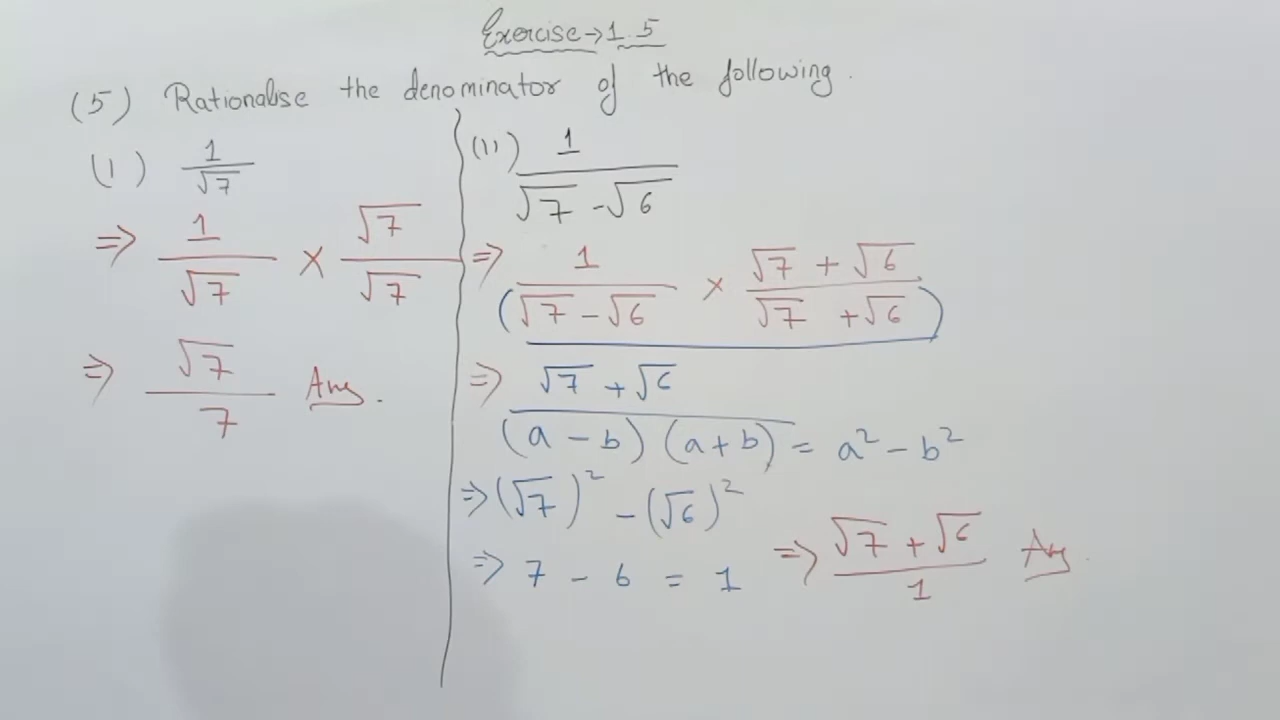 Exercise→1.5
(5) Rationalise the denominator of the following.
(i) 1/√7
⇒ 1/√7 × √7/√7
⇒ √7/7 Ans.
(ii) 1/(√7 - √6)
⇒ 1/(√7 - √6) × (√7 + √6)/(√7 + √6)
⇒ (√7 + √6)/((a - b)(a + b)) = a² - b²
⇒ (√7)² - (√6)²
⇒ 7 - 6 = 1 ⇒ (√7 + √6)/1 Ans.